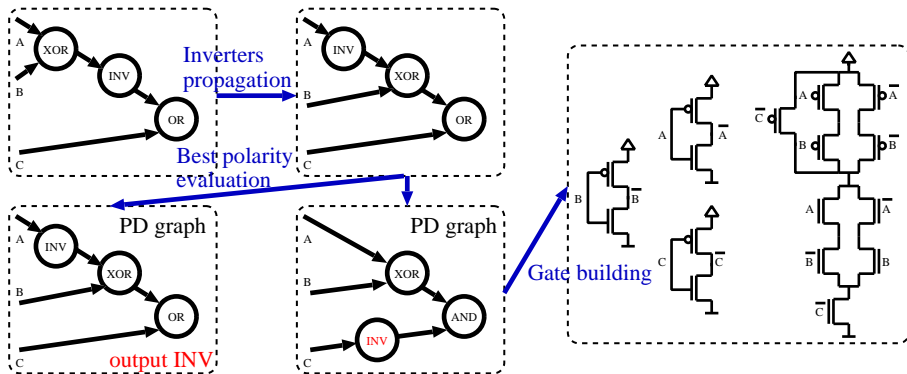 A
XOR
B
INV
OR
C
Inverters
propagation
A
INV
XOR
B
OR
C
Best polarity
evaluation
PD graph
A
INV
B
XOR
OR
C
output INV
PD graph
A
XOR
B
AND
INV
C
Gate building
B
B̅
A
A̅
C
C̅
A
A̅
C̅
B
B̅
A
A̅
B̅
B
C̅